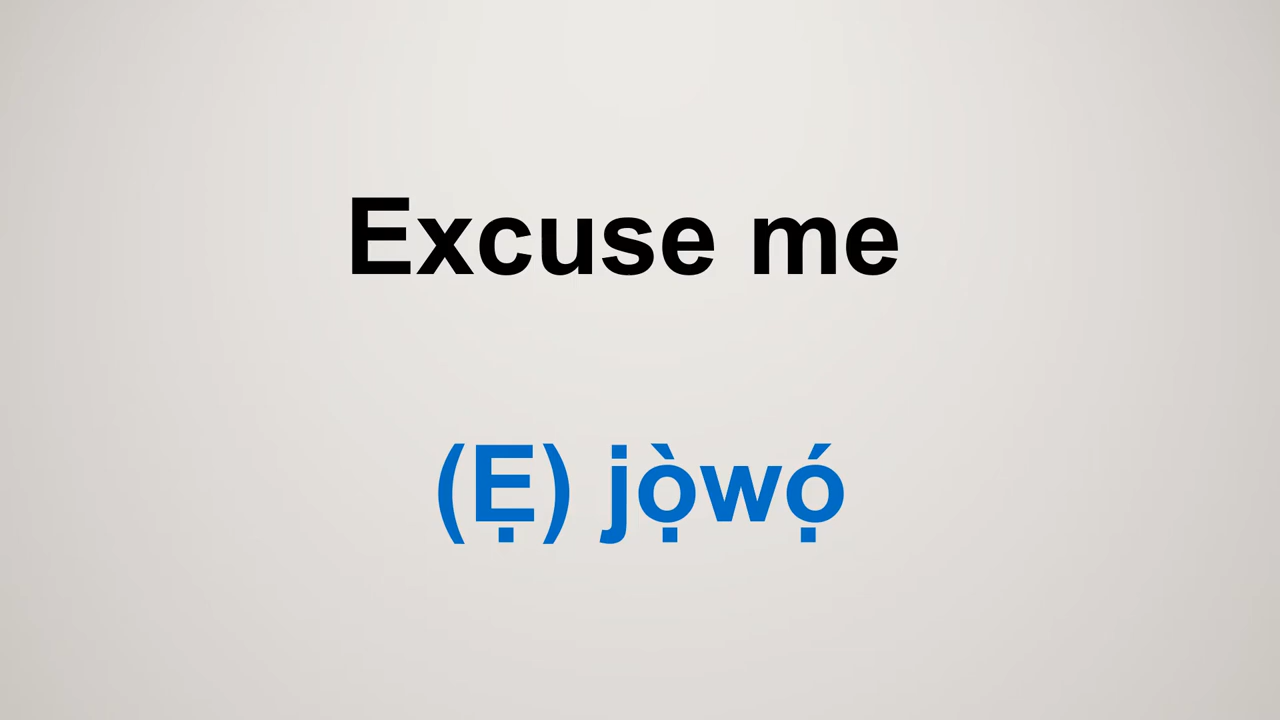 Excuse me
(Ẹ) jọ̀wọ́